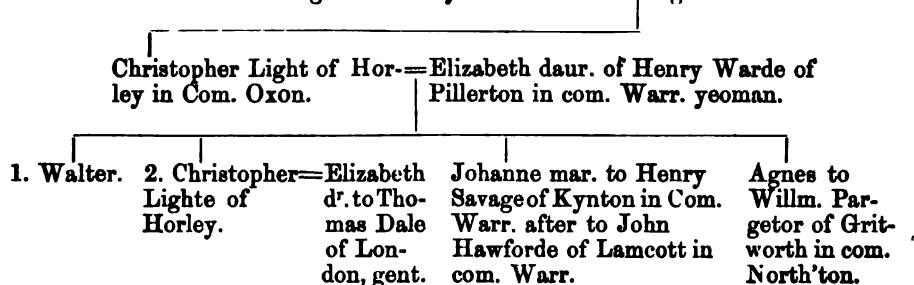 Christopher Light of Hor-=Elizabeth daur. of Henry Warde of
ley in Com. Oxon. Pillerton in com. Warr. yeoman.
1. Walter. 2. Christopher=Elizabeth Johanne mar. to Henry Agnes to
Lighte of dr. to Tho- Savage of Kynton in Com. Willm. Par-
Horley. mas Dale Warr. after to John getor of Grit-
of Lon- Hawforde of Lamcott in worth in com.
don, gent. com. Warr. North'ton.